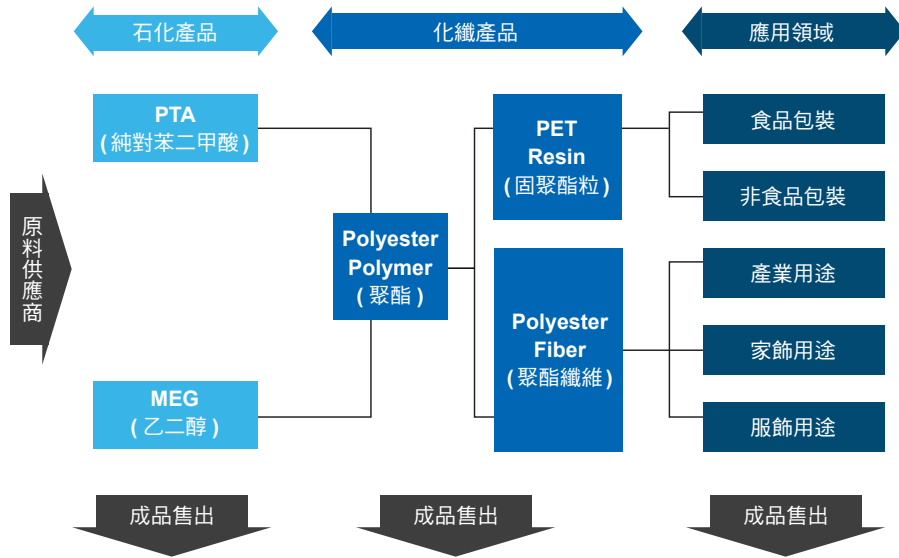 石化產品
化纖產品
應用領域
原料供應商
PTA
( 純對苯二甲酸 )
MEG
( 乙二醇 )
Polyester
Polymer
( 聚酯 )
PET
Resin
( 固聚酯粒 )
Polyester
Fiber
( 聚酯纖維 )
食品包裝
非食品包裝
產業用途
家飾用途
服飾用途
成品售出
成品售出
成品售出